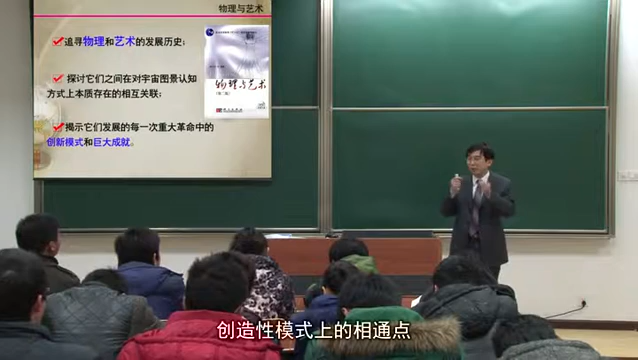 物理与艺术
追寻物理和艺术的发展历史;
探讨它们之间在对宇宙图景认知
方式上本质存在的相互关联;
揭示它们发展的每一次重大革命中的
创新模式和巨大成就。
物理与艺术
创造性模式上的相通点